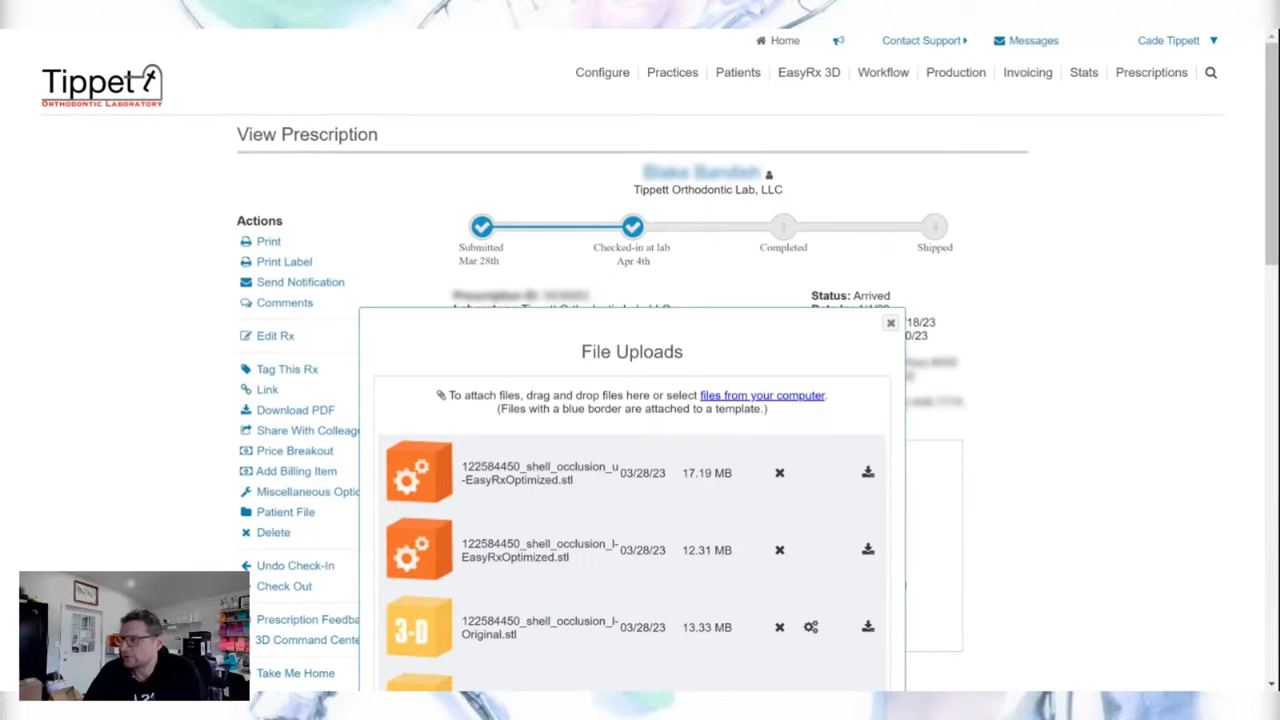 Home
Contact Support
Messages
Cade Tippett
Tippett
ORTHODONTIC LABORATORY
Configure
Practices
Patients
EasyRx 3D
Workflow
Production
Invoicing
Stats
Prescriptions
View Prescription
Tippett Orthodontic Lab, LLC
Submitted
Mar 28th
Checked-in at lab
Apr 4th
Completed
Shipped
Status: Arrived
18/23
0/23
Actions
Print
Print Label
Send Notification
Comments
Edit Rx
Tag This Rx
Link
Download PDF
Share With Colleag
Price Breakout
Add Billing Item
Miscellaneous Optic
Patient File
Delete
Undo Check-In
Check Out
Prescription Feedba
3D Command Cente
Take Me Home
File Uploads
To attach files, drag and drop files here or select files from your computer.
(Files with a blue border are attached to a template.)
122584450_shell_occlusion_u
-EasyRxOptimized.stl
03/28/23
17.19 MB
122584450_shell_occlusion_l-
EasyRxOptimized.stl
03/28/23
12.31 MB
3-D
122584450_shell_occlusion_l-
Original.stl
03/28/23
13.33 MB